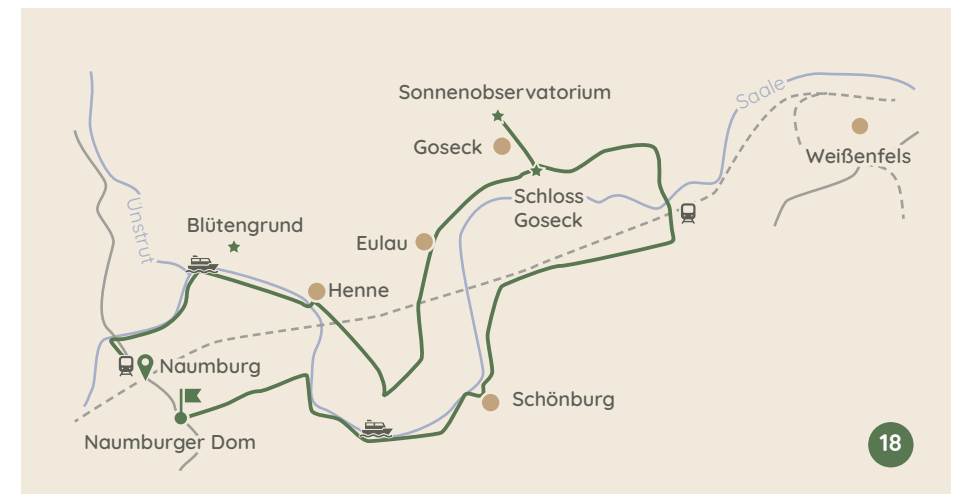 Sonnenobservatorium
Saale
Goseck
Weißenfels
Schloss
Goseck
Unstrut
Blütengrund
Eulau
Henne
Naumburg
Schönburg
Naumburger Dom
18